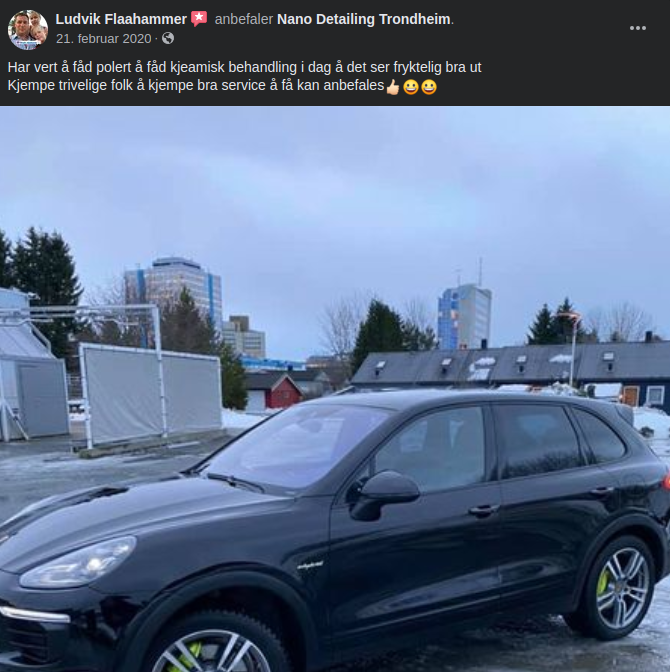 Ludvik Flaahammer anbefaler Nano Detailing Trondheim.
21. februar 2020 ·
Har vert å fåd polert å fåd kjeamisk behandling i dag å det ser fryktelig bra ut
Kjempe trivelige folk å kjempe bra service å få kan anbefales👍🏻😀😀